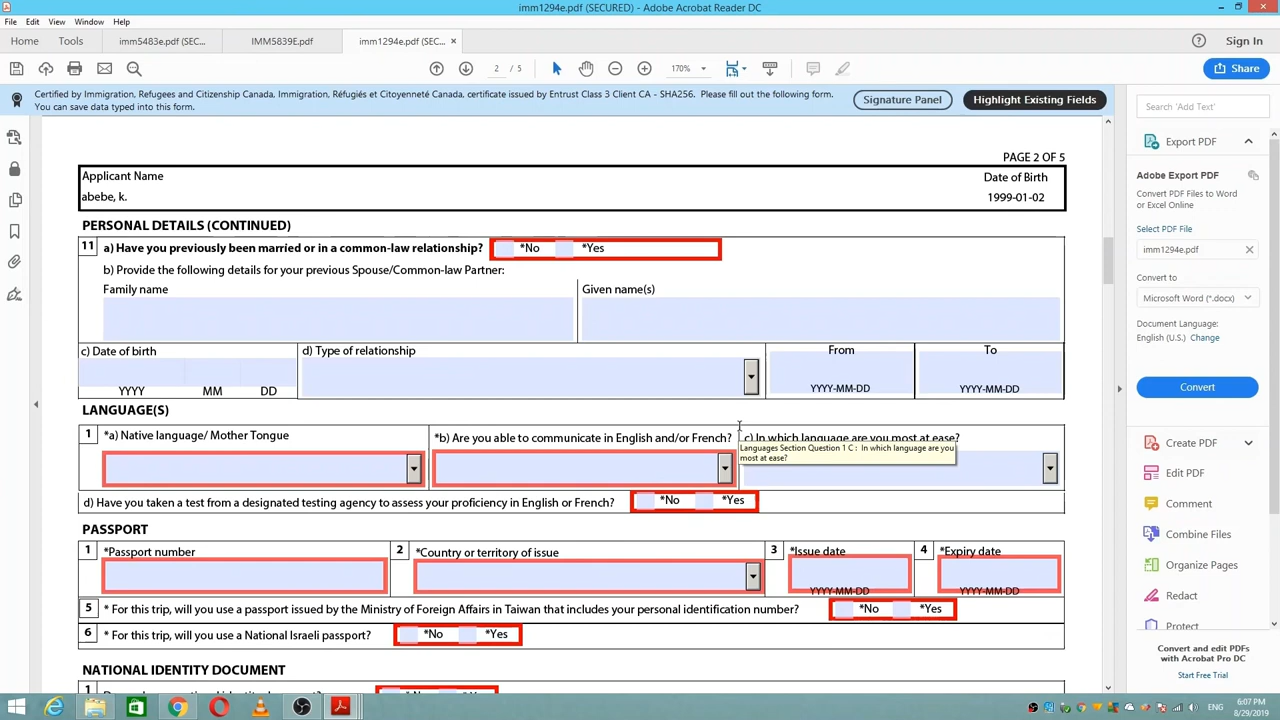 imm1294e.pdf (SECURED) - Adobe Acrobat Reader DC
File Edit View Window Help
Home Tools imm5483e.pdf (SEC... IMM5839E.pdf imm1294e.pdf (SEC... × Sign In
2 / 5 170% Share
Certified by Immigration, Refugees and Citizenship Canada, Immigration, Réfugiés et Citoyenneté Canada, certificate issued by Entrust Class 3 Client CA - SHA256. Please fill out the following form.
You can save data typed into this form.
Signature Panel Highlight Existing Fields
Search 'Add Text'
Export PDF
Adobe Export PDF
Convert PDF Files to Word
or Excel Online
Select PDF File
imm1294e.pdf
Convert to
Microsoft Word (*.docx)
Document Language:
English (U.S.) Change
Convert
Create PDF
Edit PDF
Comment
Combine Files
Organize Pages
Redact
Protect
Convert and edit PDFs
with Acrobat Pro DC
Start Free Trial
PAGE 2 OF 5
Applicant Name Date of Birth
abebe, k. 1999-01-02
PERSONAL DETAILS (CONTINUED)
11 a) Have you previously been married or in a common-law relationship? *No *Yes
b) Provide the following details for your previous Spouse/Common-law Partner:
Family name Given name(s)
c) Date of birth d) Type of relationship From To
YYYY MM DD YYYY-MM-DD YYYY-MM-DD
LANGUAGE(S)
1 *a) Native language/ Mother Tongue *b) Are you able to communicate in English and/or French? c) In which language are you most at ease?
Languages Section Question 1 C : In which language are you
most at ease?
d) Have you taken a test from a designated testing agency to assess your proficiency in English or French? *No *Yes
PASSPORT
1 *Passport number 2 *Country or territory of issue 3 *Issue date 4 *Expiry date
YYYY-MM-DD YYYY-MM-DD
5 * For this trip, will you use a passport issued by the Ministry of Foreign Affairs in Taiwan that includes your personal identification number? *No *Yes
6 * For this trip, will you use a National Israeli passport? *No *Yes
NATIONAL IDENTITY DOCUMENT
1
ENG
6:07 PM
8/29/2019